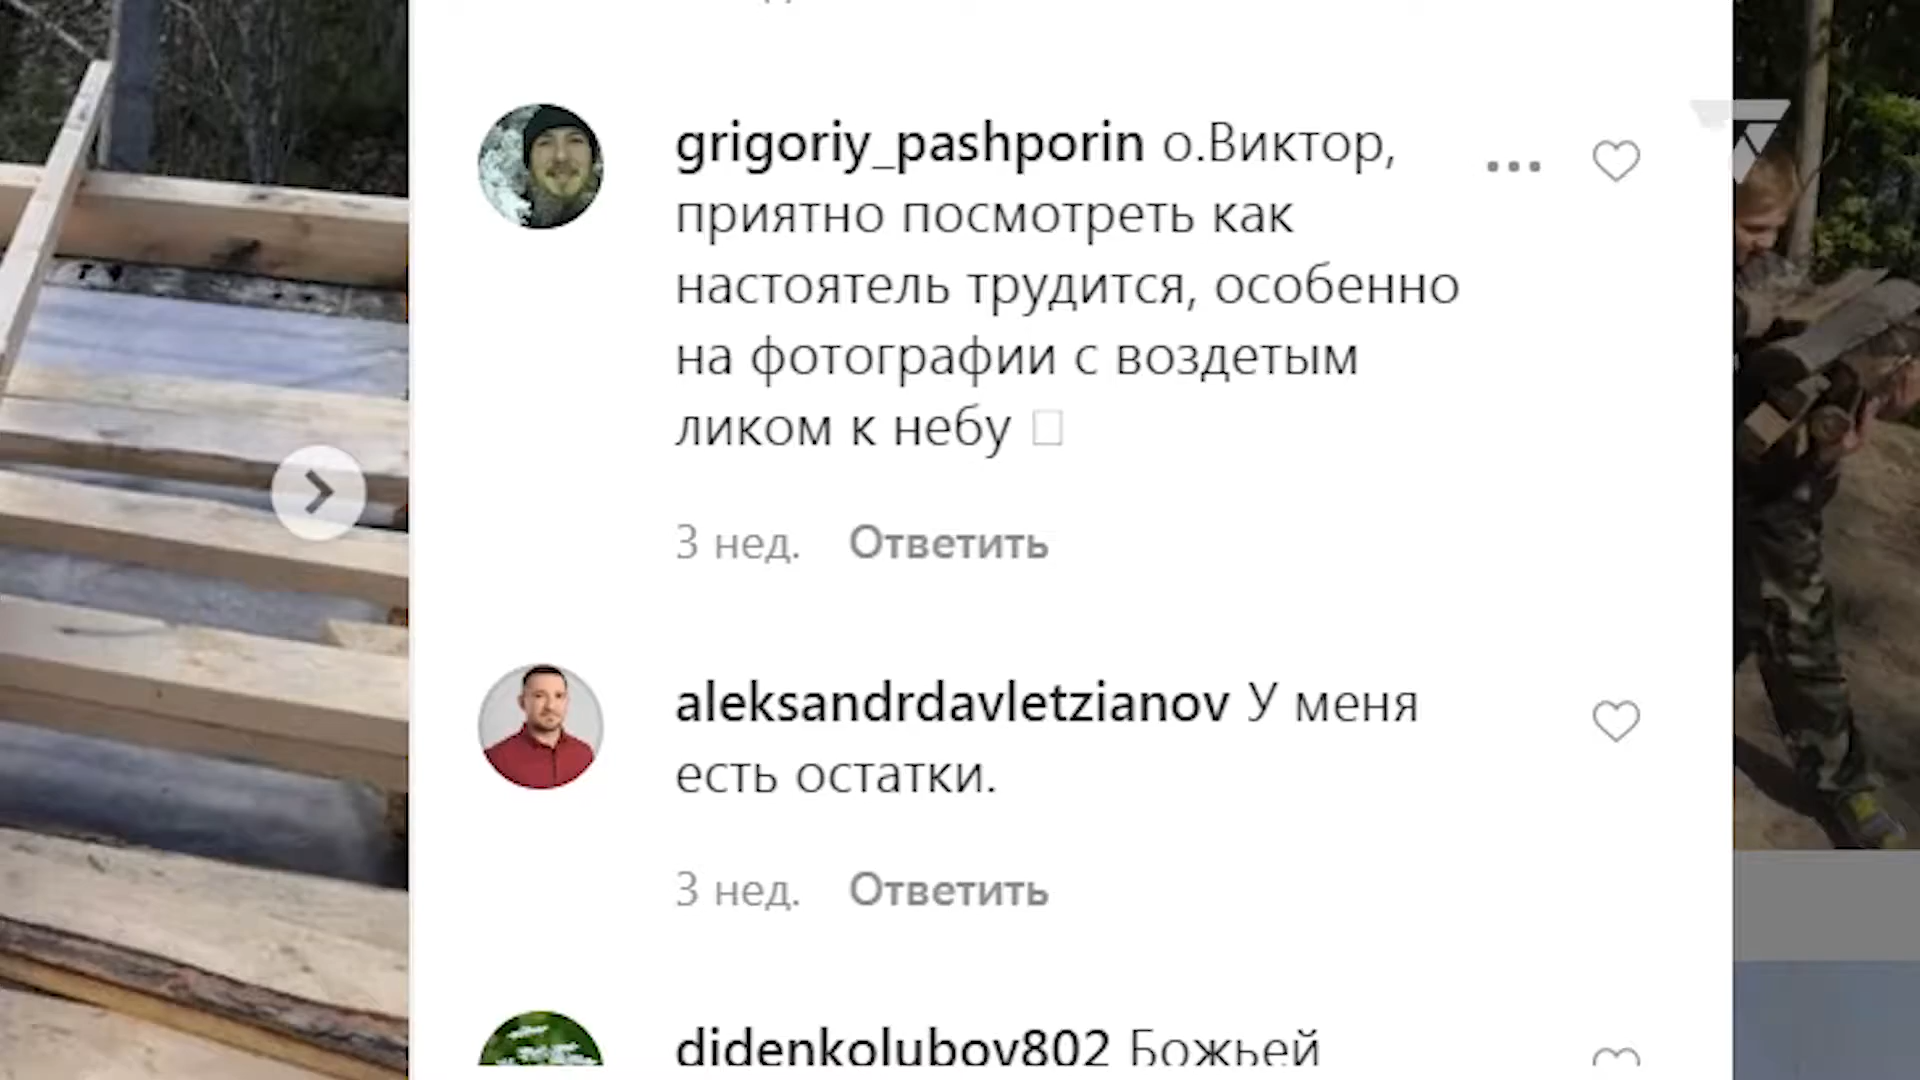 grigoriy_pashporin о.Виктор,
приятно посмотреть как
настоятель трудится, особенно
на фотографии с воздетым
ликом к небу
3 нед. Ответить
aleksandrdavletzianov У меня
есть остатки.
3 нед. Ответить
didenkolubov802 Божьей